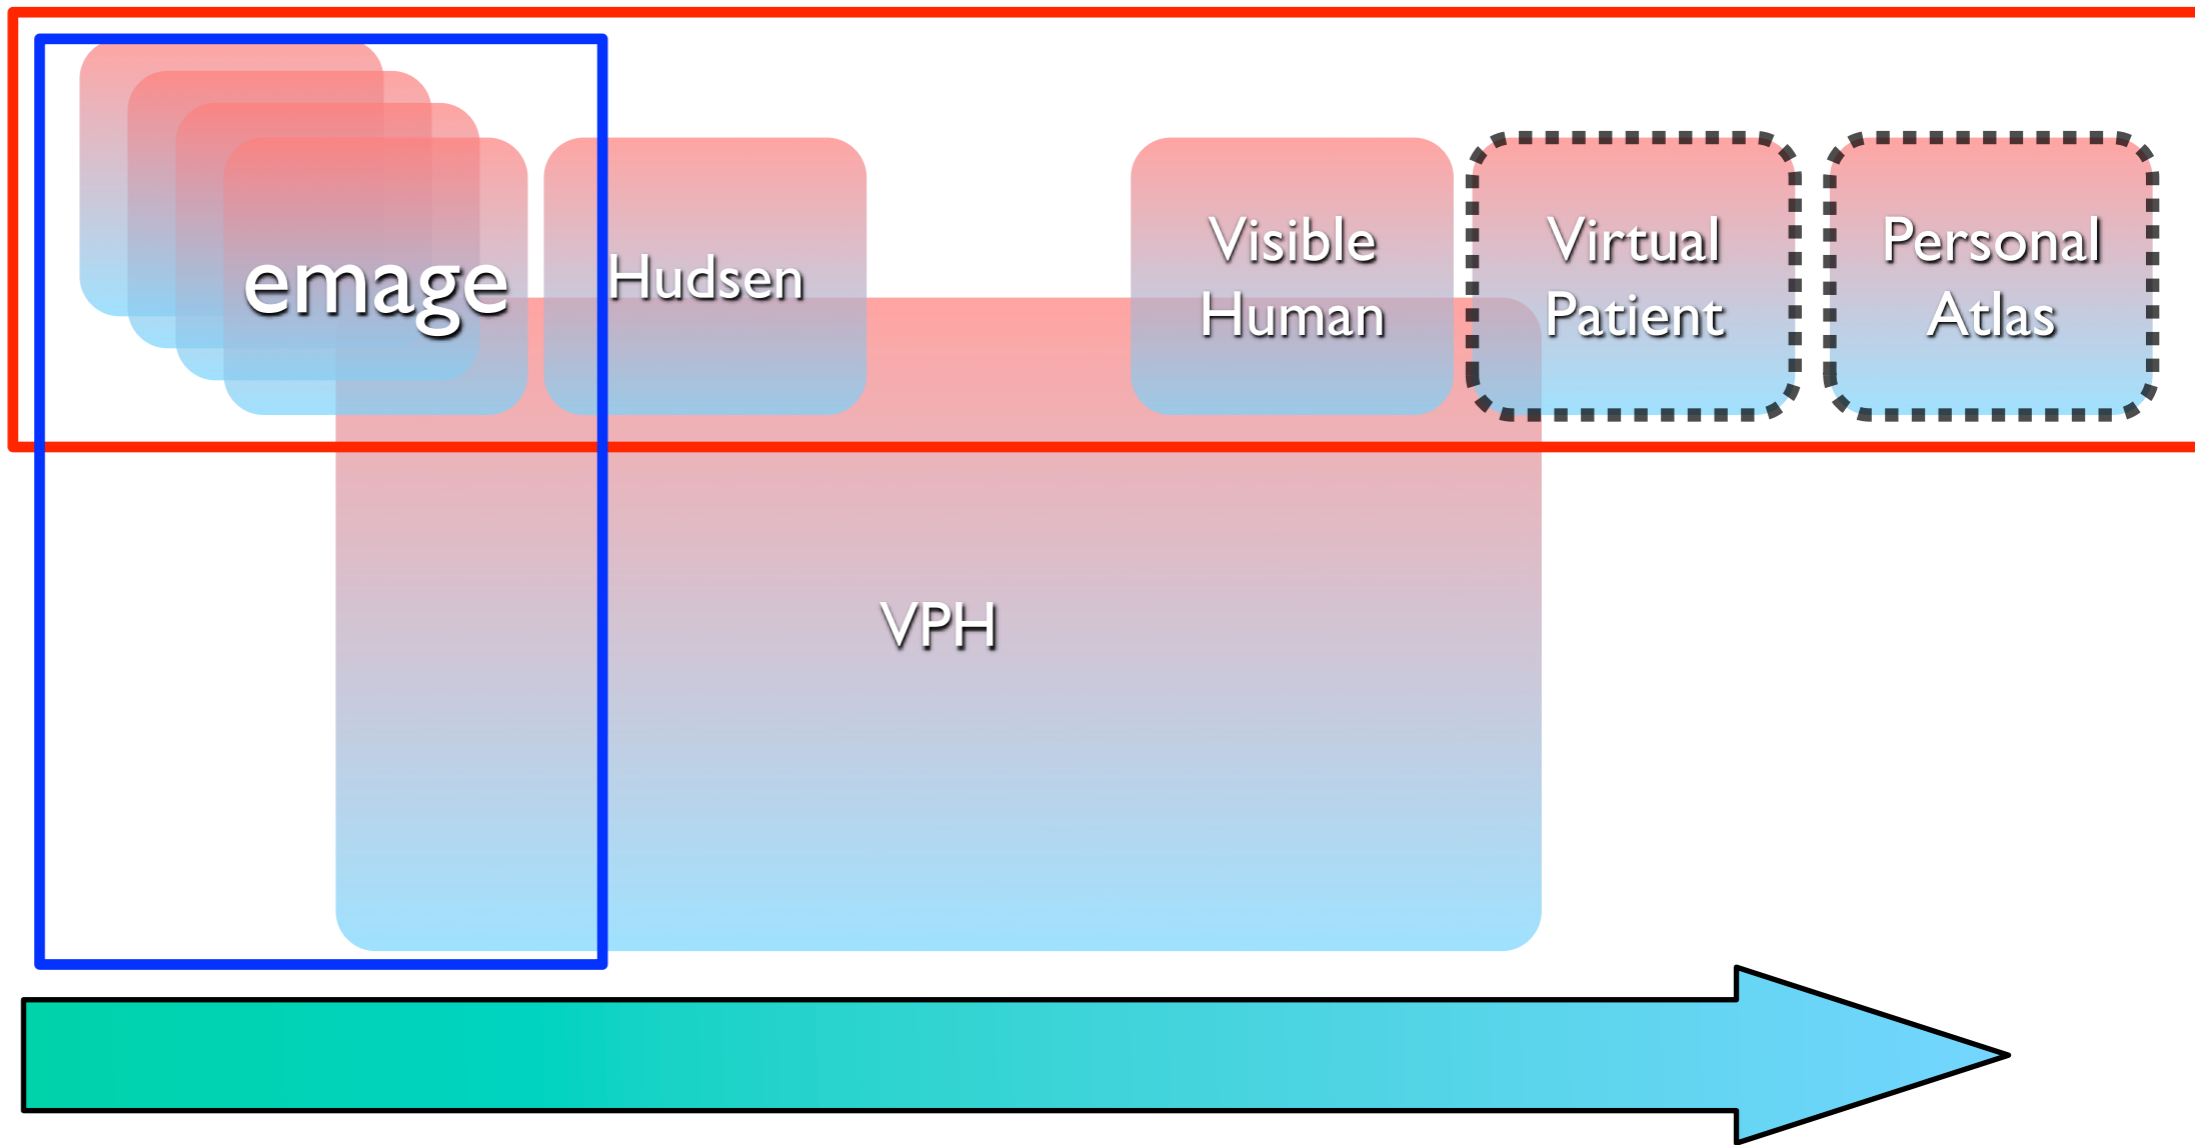 emage
Hudsen
Visible
Human
Virtual
Patient
Personal
Atlas
VPH